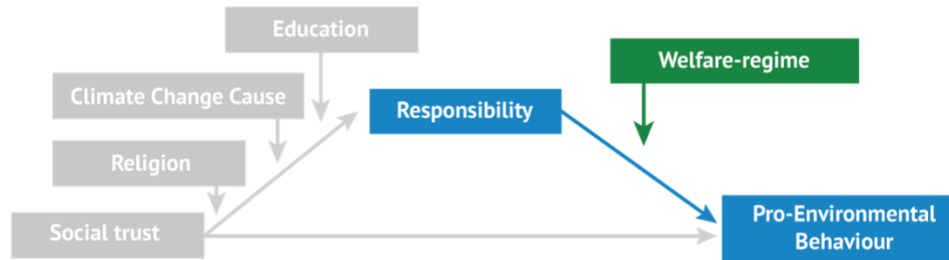 Education
Welfare-regime
Climate Change Cause
Responsibility
Religion
Social trust
Pro-Environmental
Behaviour